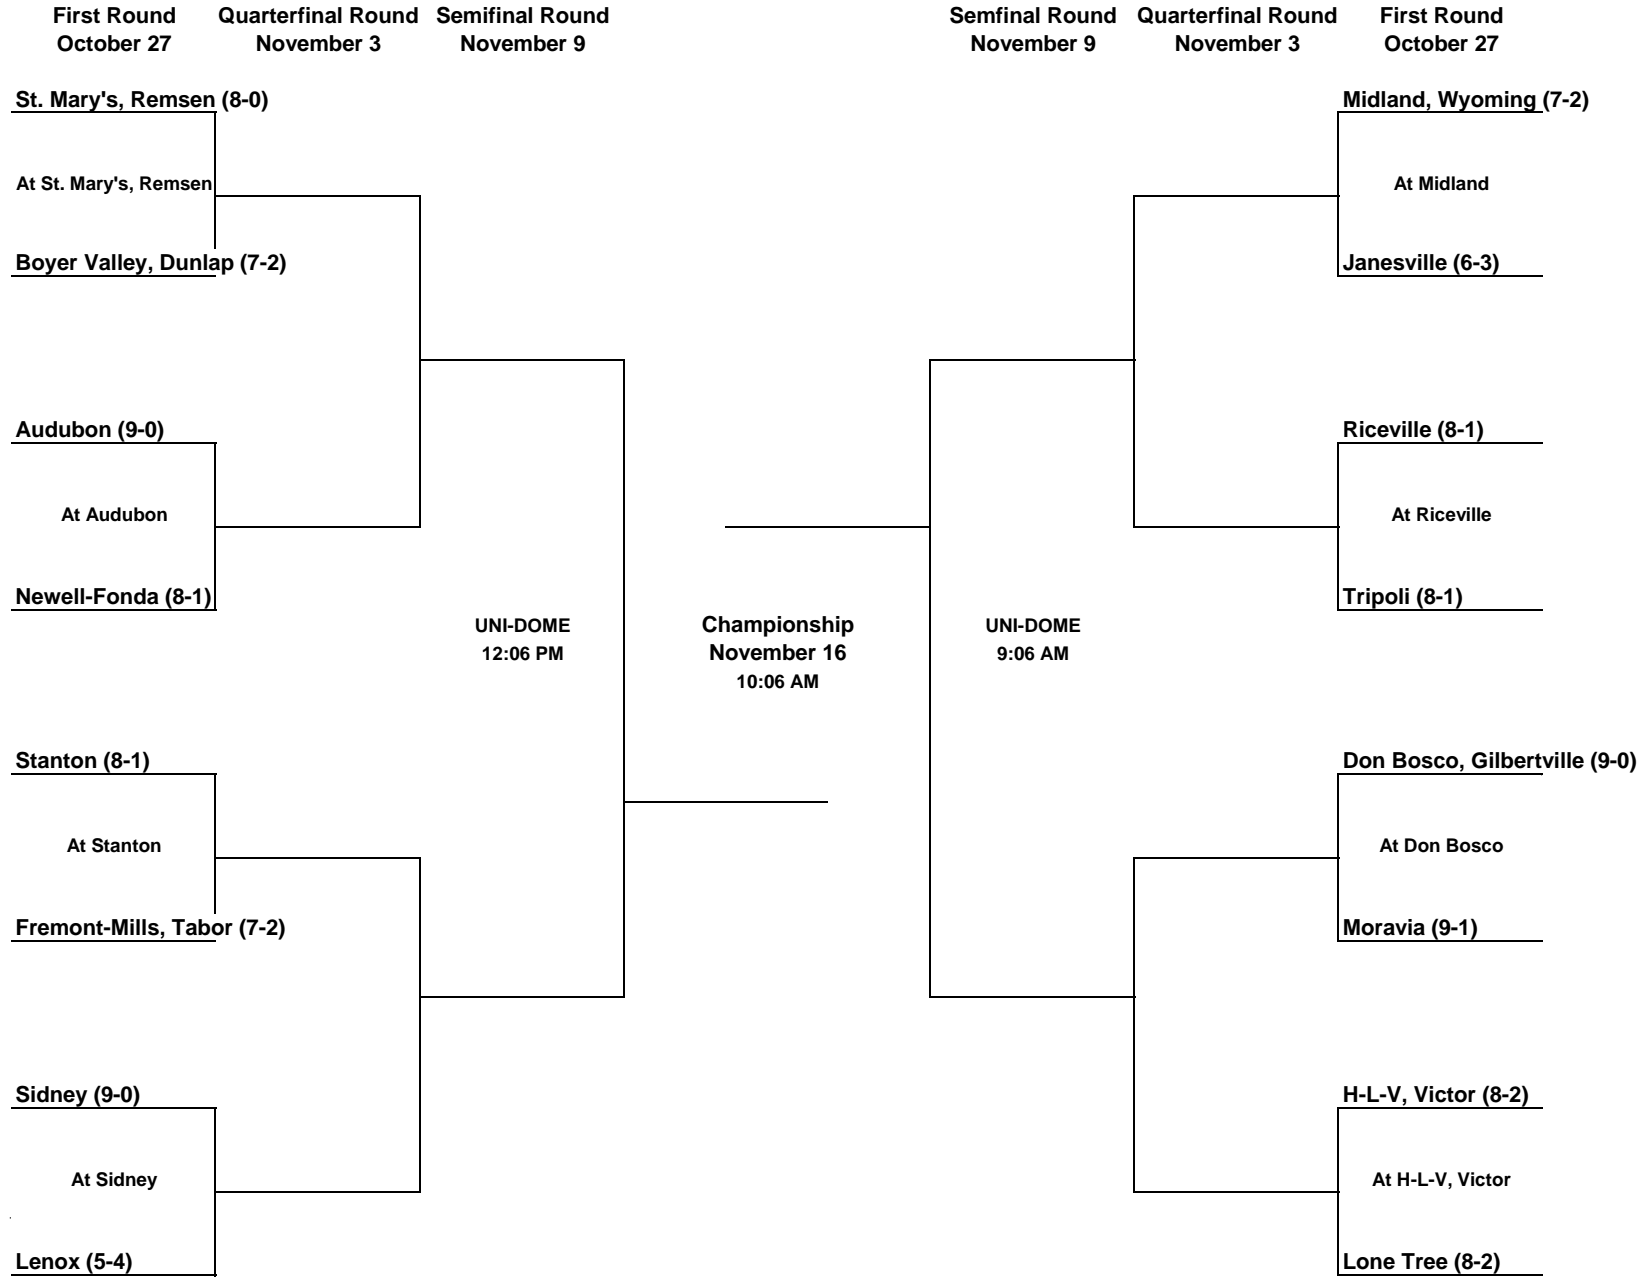 First Round Quarterfinal Round Semifinal Round Semfinal Round Quarterfinal Round First Round
October 27 November 3 November 9 November 9 November 3 October 27
St. Mary's, Remsen (8-0) Midland, Wyoming (7-2)
At St. Mary's, Remsen At Midland
Boyer Valley, Dunlap (7-2) Janesville (6-3)
Audubon (9-0) Riceville (8-1)
At Audubon At Riceville
Newell-Fonda (8-1) Tripoli (8-1)
UNI-DOME Championship UNI-DOME
12:06 PM November 16 9:06 AM
10:06 AM
Stanton (8-1) Don Bosco, Gilbertville (9-0)
At Stanton At Don Bosco
Fremont-Mills, Tabor (7-2) Moravia (9-1)
Sidney (9-0) H-L-V, Victor (8-2)
At Sidney At H-L-V, Victor
Lenox (5-4) Lone Tree (8-2)